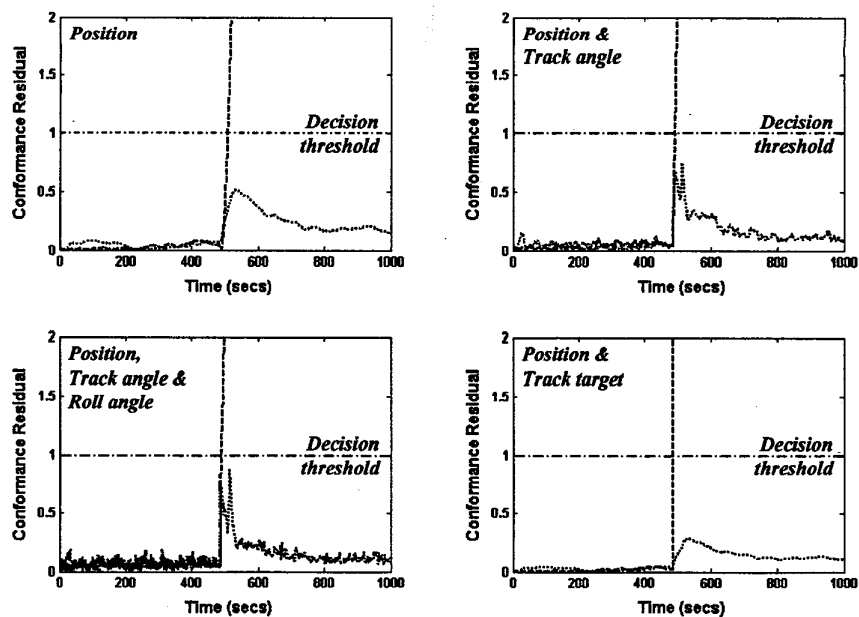 2
Position
1.5
Conformance Residual
1
Decision
threshold
0.5
0
0 200 400 600 800 1000
Time (secs)
2
Position &
Track angle
1.5
Conformance Residual
1
Decision
threshold
0.5
0
0 200 400 600 800 1000
Time (secs)
2
Position,
Track angle &
Roll angle
1.5
Conformance Residual
1
Decision
threshold
0.5
0
0 200 400 600 800 1000
Time (secs)
2
Position &
Track target
1.5
Conformance Residual
1
Decision
threshold
0.5
0
0 200 400 600 800 1000
Time (secs)